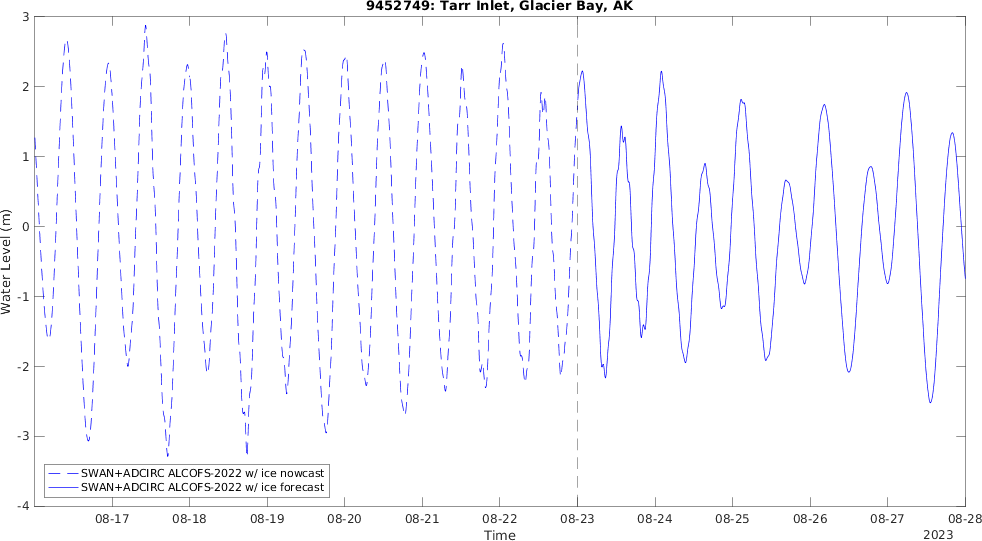 9452749: Tarr Inlet, Glacier Bay, AK
3
2
1
0
-1
-2
-3
-4
Water Level (m)
SWAN+ADCIRC ALCOFS-2022 w/ ice nowcast
SWAN+ADCIRC ALCOFS-2022 w/ ice forecast
08-17 08-18 08-19 08-20 08-21 08-22 08-23 08-24 08-25 08-26 08-27 08-28
Time
2023